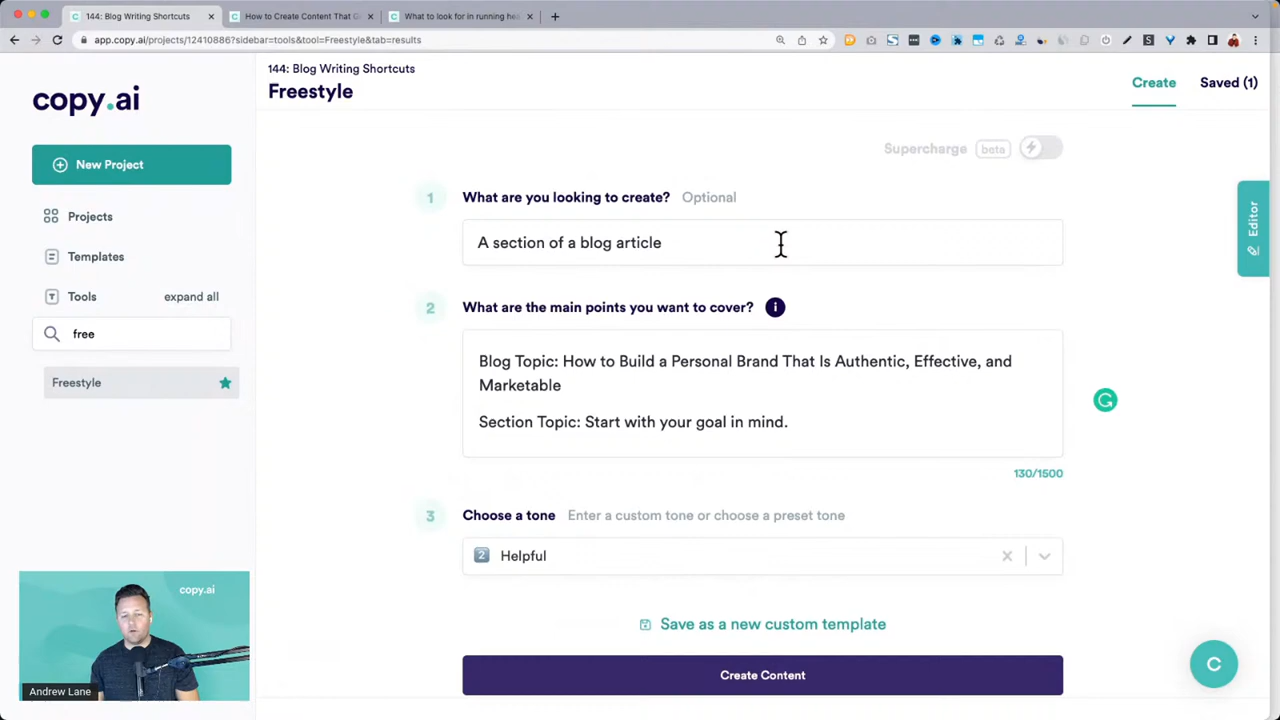 144: Blog Writing Shortcuts
How to Create Content That G
What to look for in running hea
app.copy.ai/projects/12410886?sidebar=tools&tool=Freestyle&tab=results
copy.ai
New Project
Projects
Templates
Tools expand all
free
Freestyle
144: Blog Writing Shortcuts
Freestyle
Create Saved (1)
Supercharge beta
1 What are you looking to create? Optional
A section of a blog article
2 What are the main points you want to cover? i
Blog Topic: How to Build a Personal Brand That Is Authentic, Effective, and
Marketable
Section Topic: Start with your goal in mind.
130/1500
3 Choose a tone Enter a custom tone or choose a preset tone
2 Helpful
Save as a new custom template
Create Content
Editor
C
copy.ai
Andrew Lane